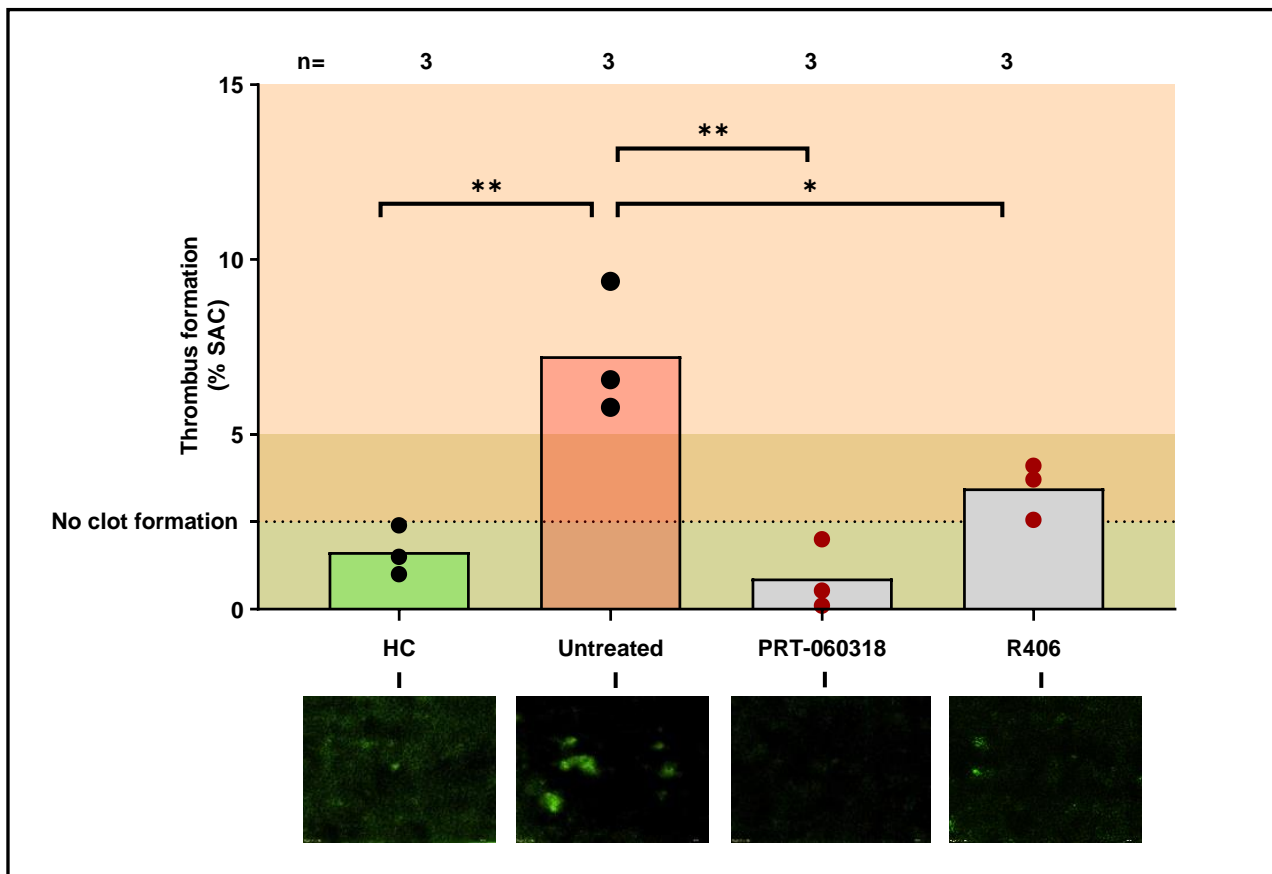 n= 3 3 3 3
15
**
**
*
10
Thrombus formation
(% SAC)
5
No clot formation
0
HC Untreated PRT-060318 R406